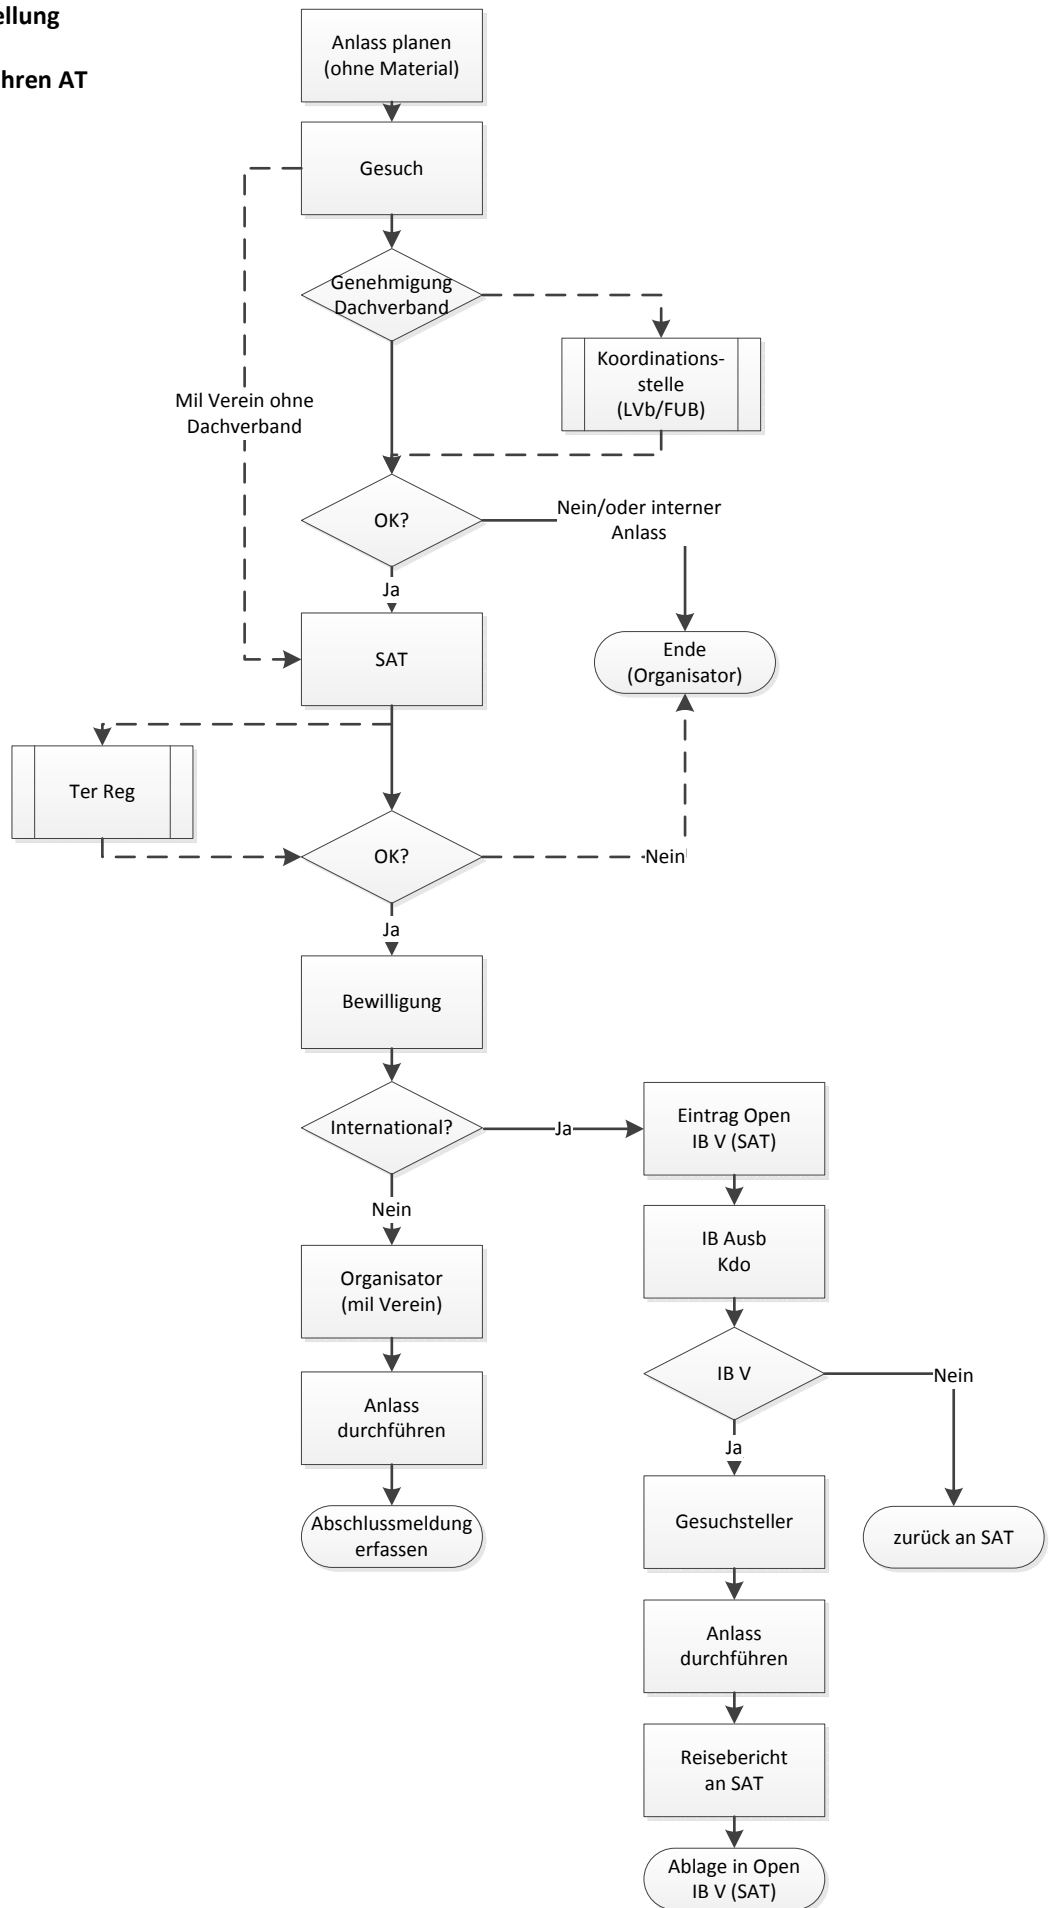 ellung
hren AT
Anlass planen
(ohne Material)
Gesuch
Genehmigung
Dachverband
Koordinations-
stelle
(LVb/FUB)
Mil Verein ohne
Dachverband
OK?
Nein/oder interner
Anlass
Ja
SAT
Ende
(Organisator)
Ter Reg
OK?
Nein
Ja
Bewilligung
International?
Ja
Eintrag Open
IB V (SAT)
Nein
IB Ausb
Kdo
Organisator
(mil Verein)
IB V
Nein
Anlass
durchführen
Ja
Abschlussmeldung
erfassen
Gesuchsteller
zurück an SAT
Anlass
durchführen
Reisebericht
an SAT
Ablage in Open
IB V (SAT)